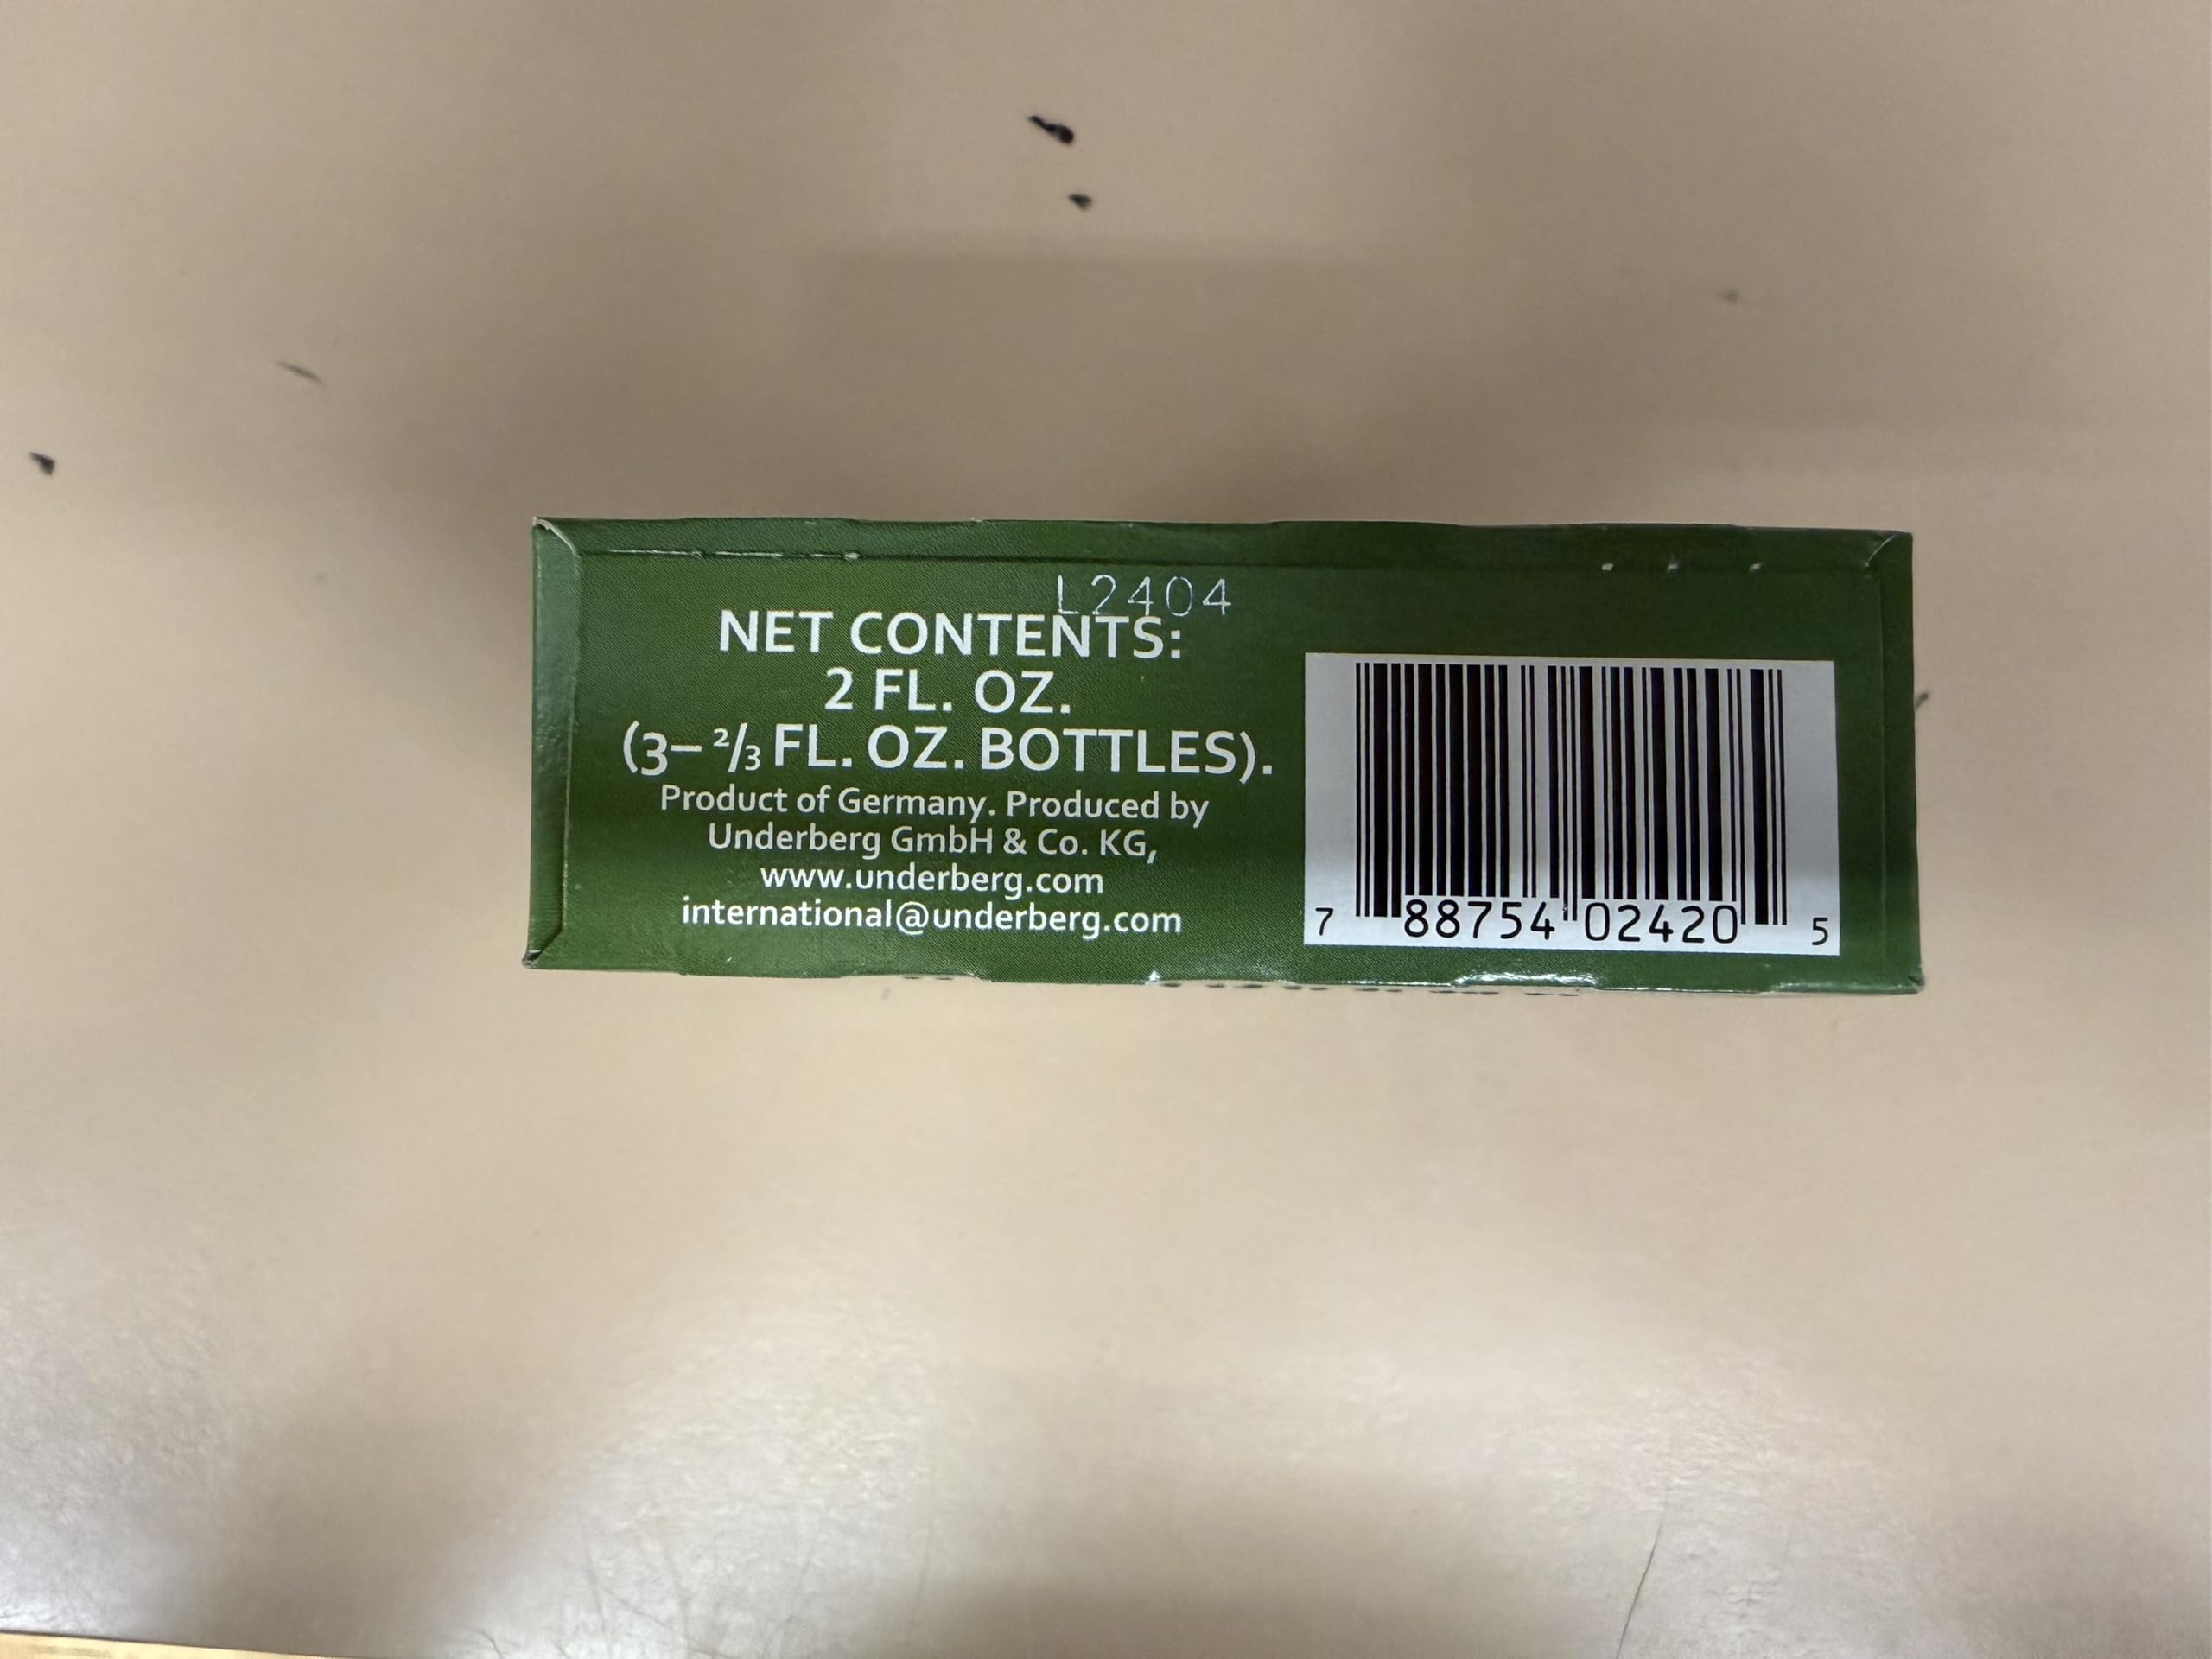 L2404
NET CONTENTS:
2 FL. OZ.
(3– 2/3 FL. OZ. BOTTLES).
Product of Germany. Produced by
Underberg GmbH & Co. KG,
www.underberg.com
international@underberg.com
7 88754 02420 5